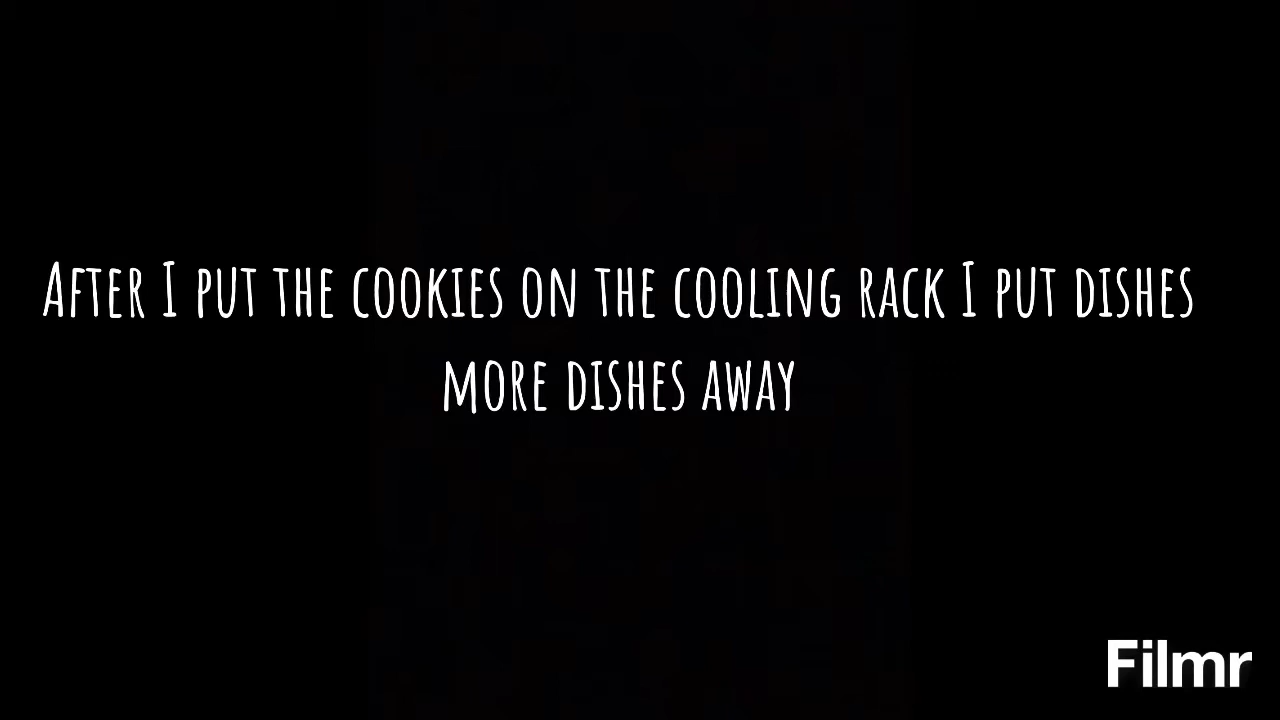 After I put the cookies on the cooling rack I put dishes
more dishes away
Filmr